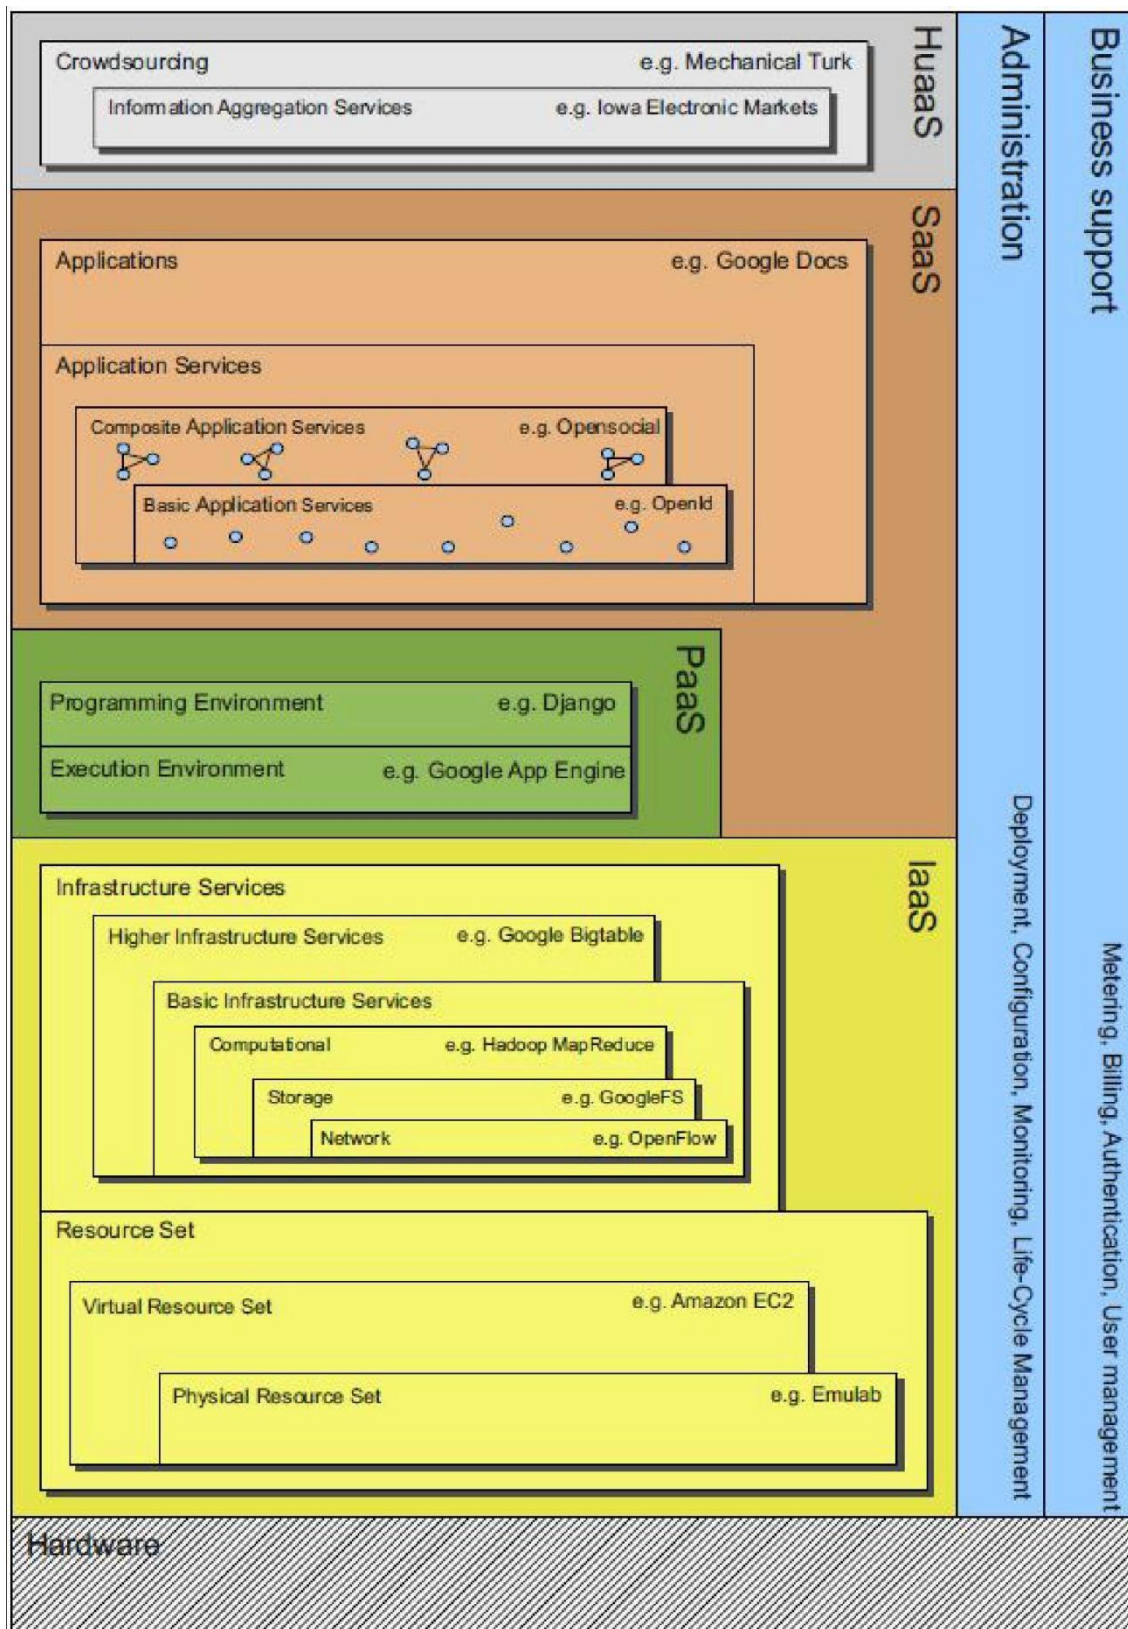 Crowdsourcing e.g. Mechanical Turk
Information Aggregation Services e.g. Iowa Electronic Markets
HuaaS
Applications e.g. Google Docs
Application Services
Composite Application Services e.g. Opensocial
Basic Application Services e.g. OpenId
SaaS
Programming Environment e.g. Django
Execution Environment e.g. Google App Engine
PaaS
Infrastructure Services
Higher Infrastructure Services e.g. Google Bigtable
Basic Infrastructure Services
Computational e.g. Hadoop MapReduce
Storage e.g. GoogleFS
Network e.g. OpenFlow
Resource Set
Virtual Resource Set e.g. Amazon EC2
Physical Resource Set e.g. Emulab
IaaS
Hardware
Administration
Deployment, Configuration, Monitoring, Life-Cycle Management
Business support
Metering, Billing, Authentication, User management